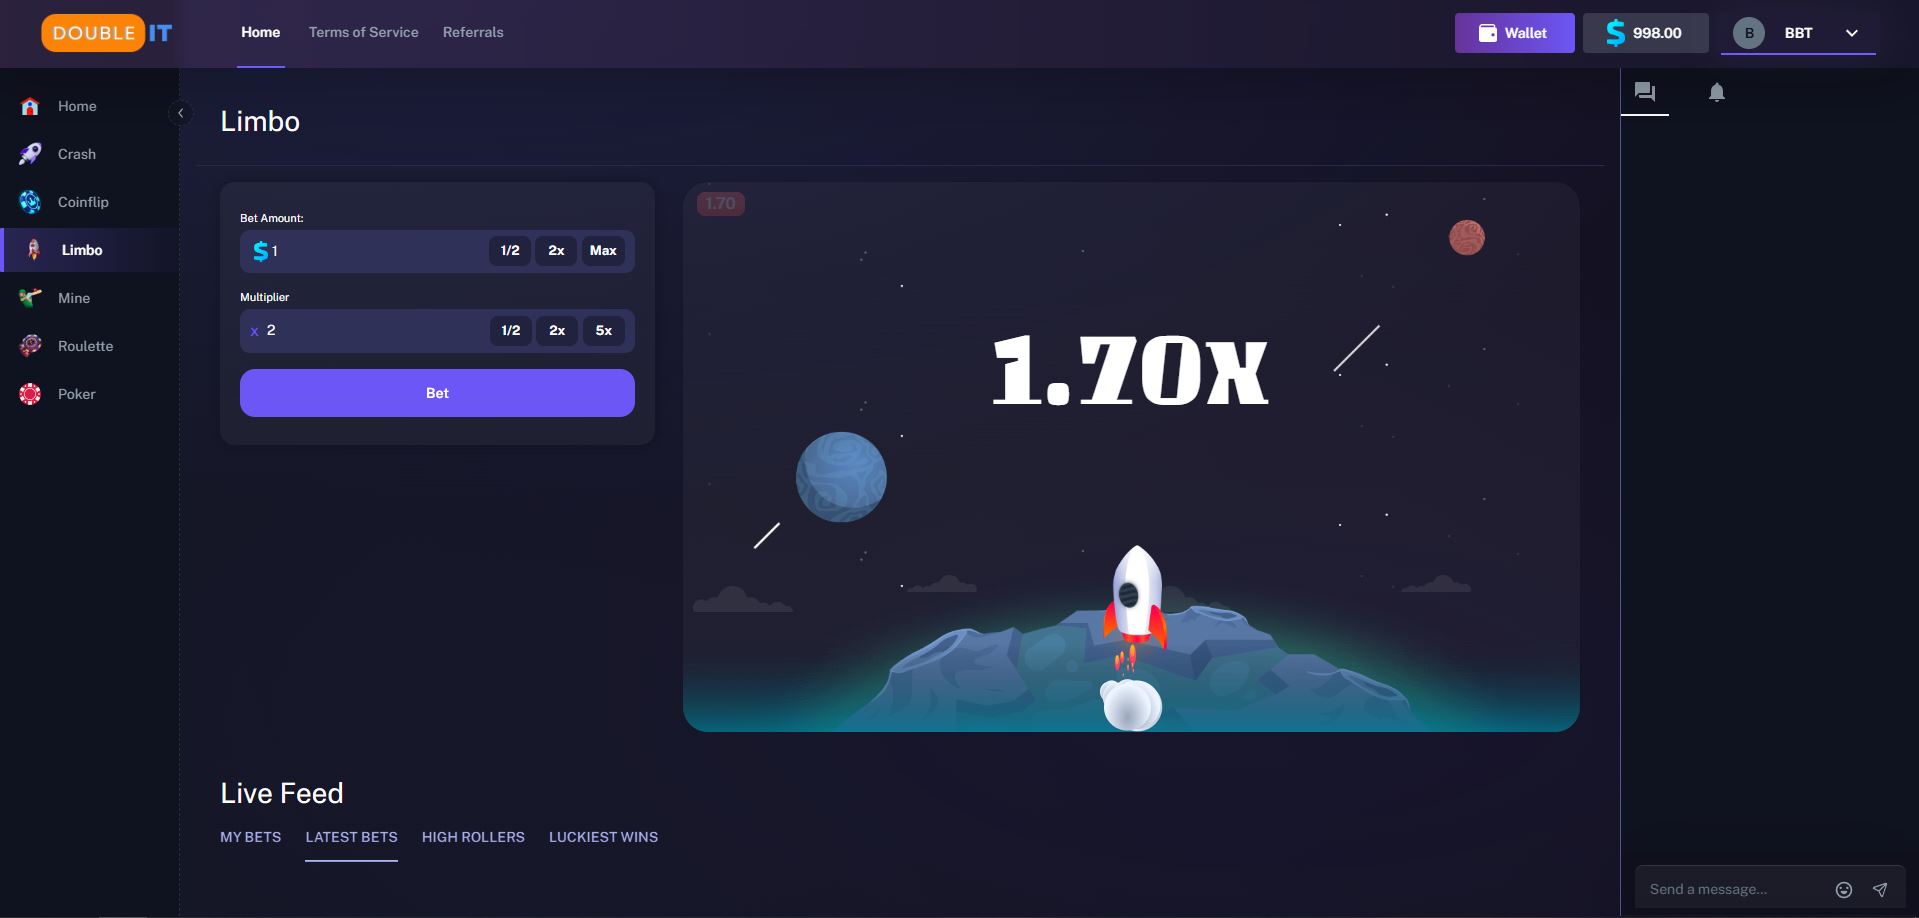 DOUBLE IT
Home Terms of Service Referrals
Wallet
998.00
B
BBT
Home
Crash
Coinflip
Limbo
Mine
Roulette
Poker
Limbo
Bet Amount:
$ 1 1/2 2x Max
Multiplier
x 2 1/2 2x 5x
Bet
1.70
1.70X
Live Feed
MY BETS LATEST BETS HIGH ROLLERS LUCKIEST WINS
Send a message...